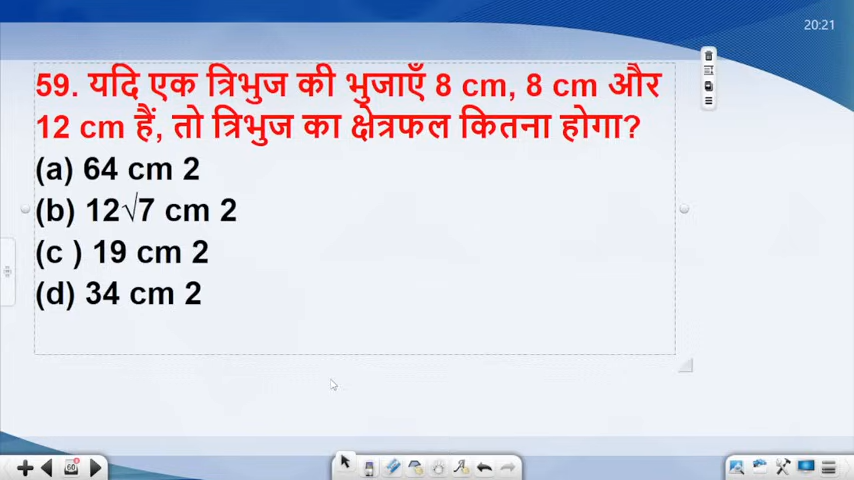 20:21
59. यदि एक त्रिभुज की भुजाएँ 8 cm, 8 cm और
12 cm हैं, तो त्रिभुज का क्षेत्रफल कितना होगा?
(a) 64 cm 2
(b) 12√7 cm 2
(c ) 19 cm 2
(d) 34 cm 2
60